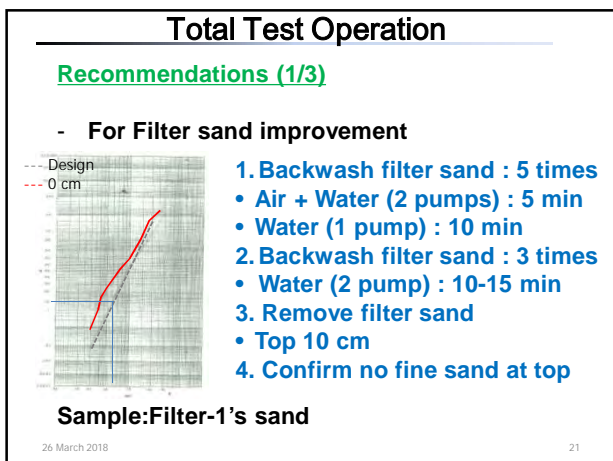 Total Test Operation
Recommendations (1/3)
- For Filter sand improvement
Design
0 cm
1. Backwash filter sand : 5 times
• Air + Water (2 pumps) : 5 min
• Water (1 pump) : 10 min
2. Backwash filter sand : 3 times
• Water (2 pump) : 10-15 min
3. Remove filter sand
• Top 10 cm
4. Confirm no fine sand at top
Sample:Filter-1's sand
26 March 2018
21